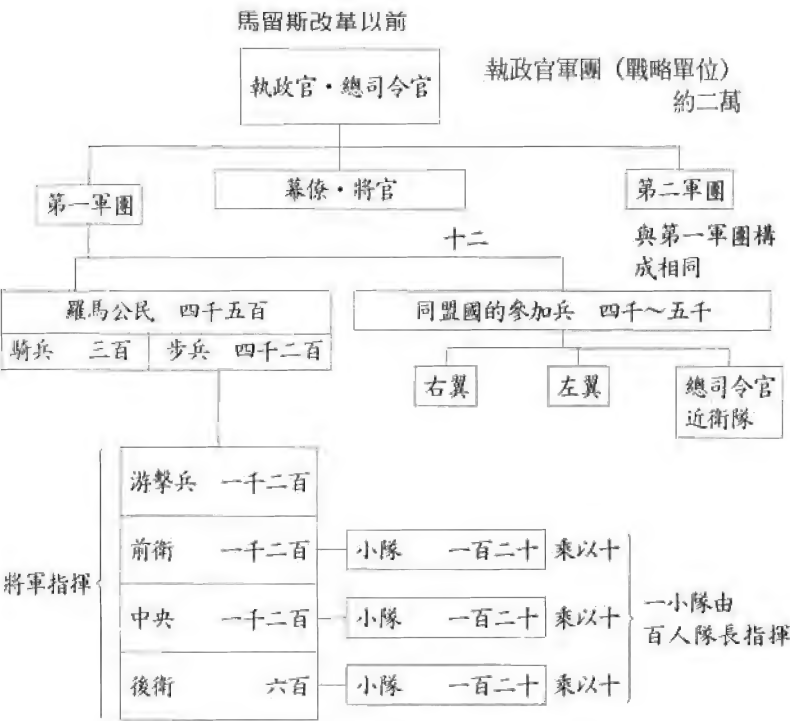 馬留斯改革以前
執政官・總司令官
執政官軍團（戰略單位）
約二萬
第一軍團
幕僚・將官
第二軍團
與第一軍團構
成相同
十二
羅馬公民 四千五百
騎兵 三百 步兵 四千二百
同盟國的參加兵 四千～五千
右翼
左翼
總司令官
近衛隊
將軍指揮
游擊兵 一千二百
前衛 一千二百 小隊 一百二十 乘以十
中央 一千二百 小隊 一百二十 乘以十
後衛 六百 小隊 一百二十 乘以十
一小隊由
百人隊長指揮